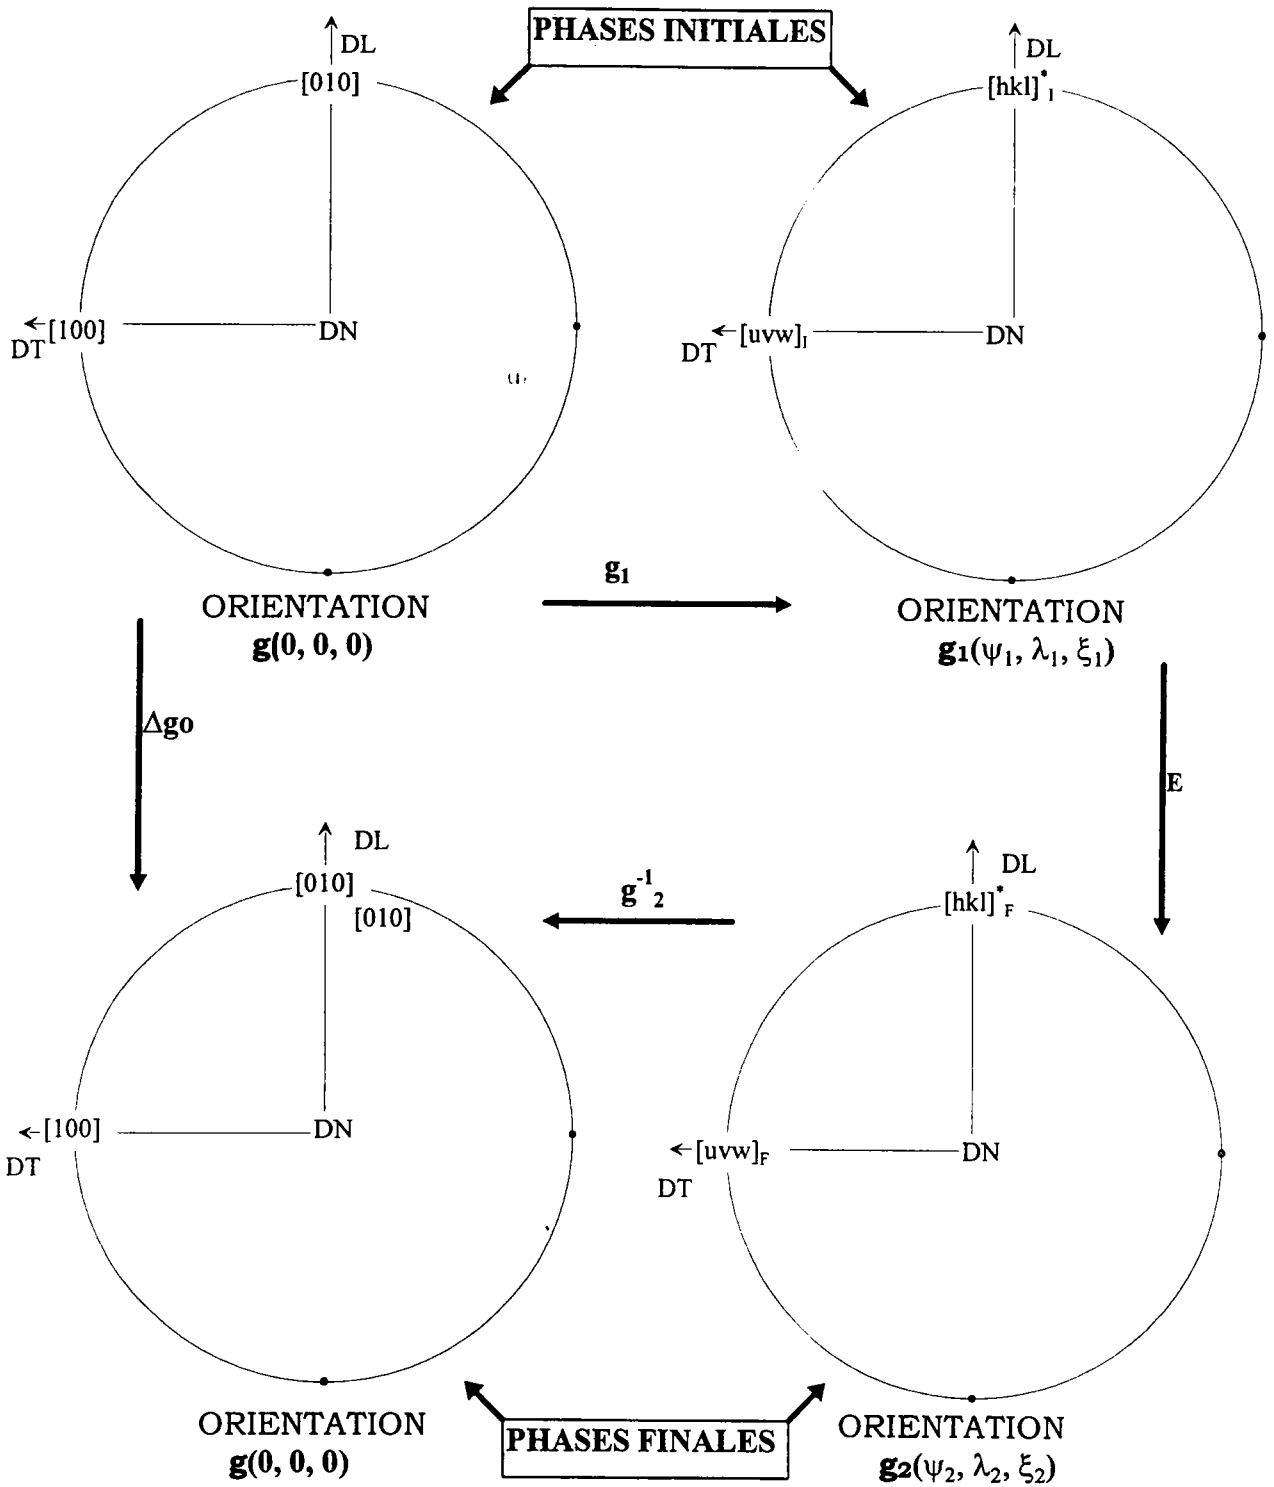 PHASES INITIALES
DL
[010]
DL
[hkl]*I
[100]
DT
DN
[uvw]I
DT
DN
g1
ORIENTATION
g(0, 0, 0)
ORIENTATION
g1(ψ1, λ1, ξ1)
Δgo
E
DL
[010]
[010]
g-12
DL
[hkl]*F
[100]
DT
DN
[uvw]F
DT
DN
ORIENTATION
g(0, 0, 0)
PHASES FINALES
ORIENTATION
g2(ψ2, λ2, ξ2)